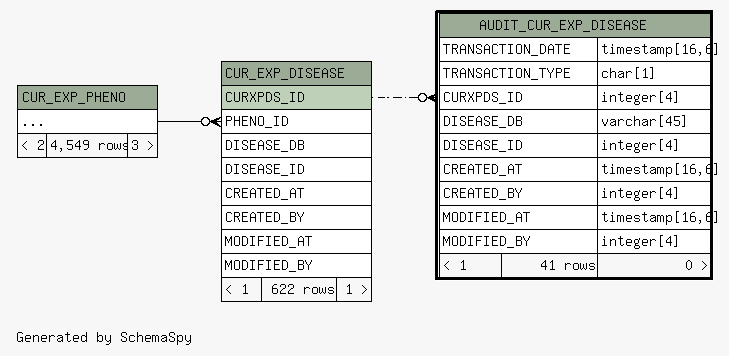 AUDIT_CUR_EXP_DISEASE
TRANSACTION_DATE timestamp[16,6]
TRANSACTION_TYPE char[1]
CURXPDS_ID integer[4]
DISEASE_DB varchar[45]
DISEASE_ID integer[4]
CREATED_AT timestamp[16,6]
CREATED_BY integer[4]
MODIFIED_AT timestamp[16,6]
MODIFIED_BY integer[4]
< 1 41 rows 0 >
CUR_EXP_DISEASE
CURXPDS_ID
PHENO_ID
DISEASE_DB
DISEASE_ID
CREATED_AT
CREATED_BY
MODIFIED_AT
MODIFIED_BY
< 1 622 rows 1 >
CUR_EXP_PHENO
...
< 2 4,549 rows 3 >
Generated by SchemaSpy